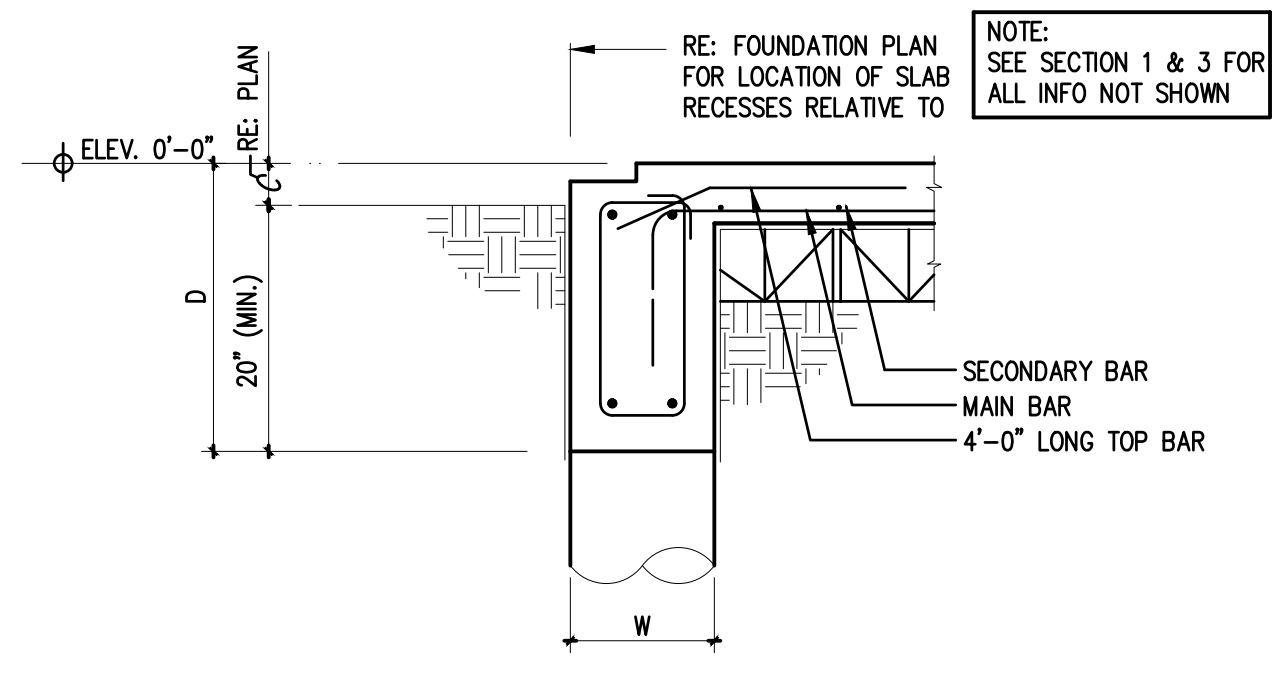 RE: FOUNDATION PLAN
FOR LOCATION OF SLAB
RECESSES RELATIVE TO
NOTE:
SEE SECTION 1 & 3 FOR
ALL INFO NOT SHOWN
ELEV. 0'-0"
RE: PLAN
C
D
20" (MIN.)
SECONDARY BAR
MAIN BAR
4'-0" LONG TOP BAR
W